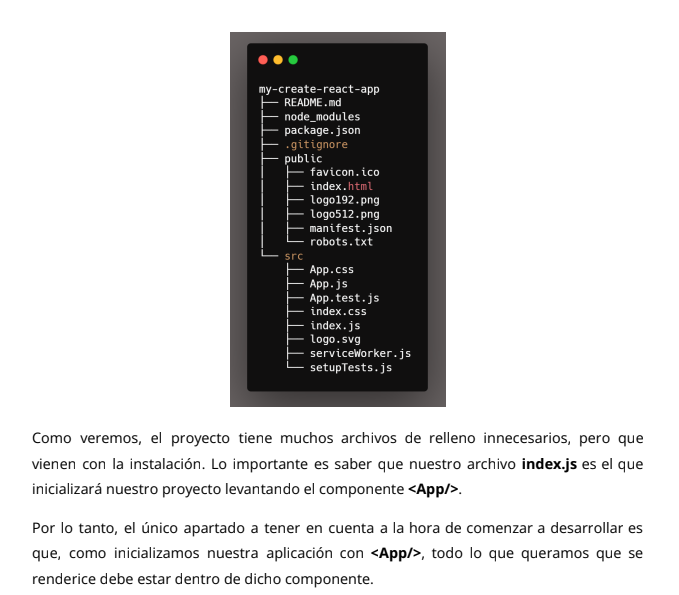 my-create-react-app
├── README.md
├── node_modules
├── package.json
├── .gitignore
├── public
│   ├── favicon.ico
│   ├── index.html
│   ├── logo192.png
│   ├── logo512.png
│   ├── manifest.json
│   └── robots.txt
└── src
    ├── App.css
    ├── App.js
    ├── App.test.js
    ├── index.css
    ├── index.js
    ├── logo.svg
    ├── serviceWorker.js
    └── setupTests.js
Como veremos, el proyecto tiene muchos archivos de relleno innecesarios, pero que
vienen con la instalación. Lo importante es saber que nuestro archivo index.js es el que
inicializará nuestro proyecto levantando el componente <App/>.
Por lo tanto, el único apartado a tener en cuenta a la hora de comenzar a desarrollar es
que, como inicializamos nuestra aplicación con <App/>, todo lo que queramos que se
renderice debe estar dentro de dicho componente.